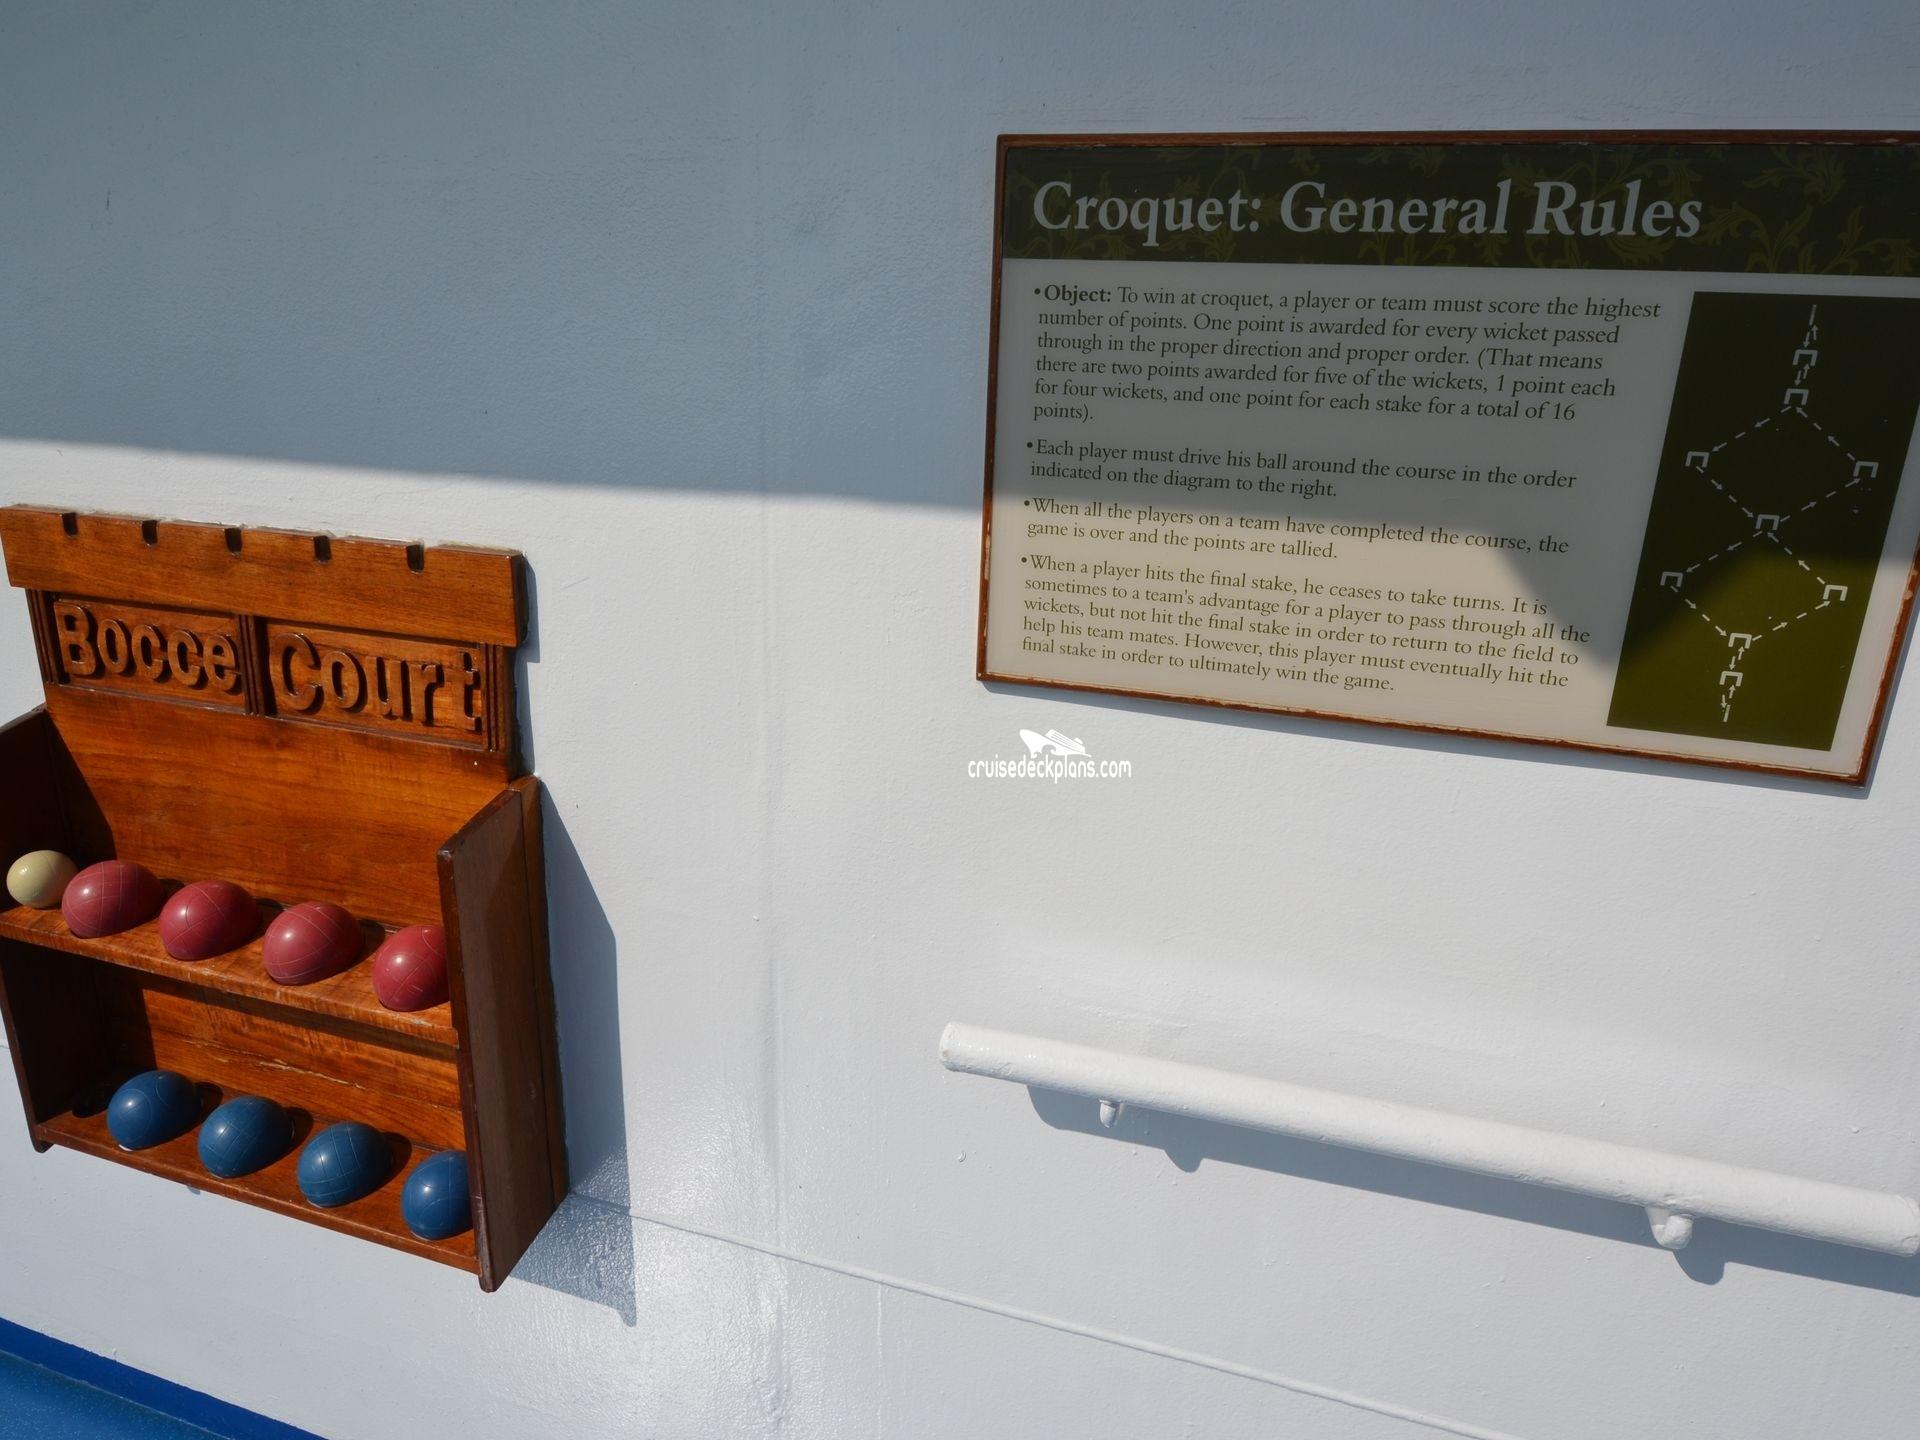 Bocce Court
Croquet: General Rules
•Object: To win at croquet, a player or team must score the highest
number of points. One point is awarded for every wicket passed
through in the proper direction and proper order. (That means
there are two points awarded for five of the wickets, 1 point each
for four wickets, and one point for each stake for a total of 16
points).
•Each player must drive his ball around the course in the order
indicated on the diagram to the right.
•When all the players on a team have completed the course, the
game is over and the points are tallied.
•When a player hits the final stake, he ceases to take turns. It is
sometimes to a team's advantage for a player to pass through all the
wickets, but not hit the final stake in order to return to the field to
help his team mates. However, this player must eventually hit the
final stake in order to ultimately win the game.
cruisedeckplans.com